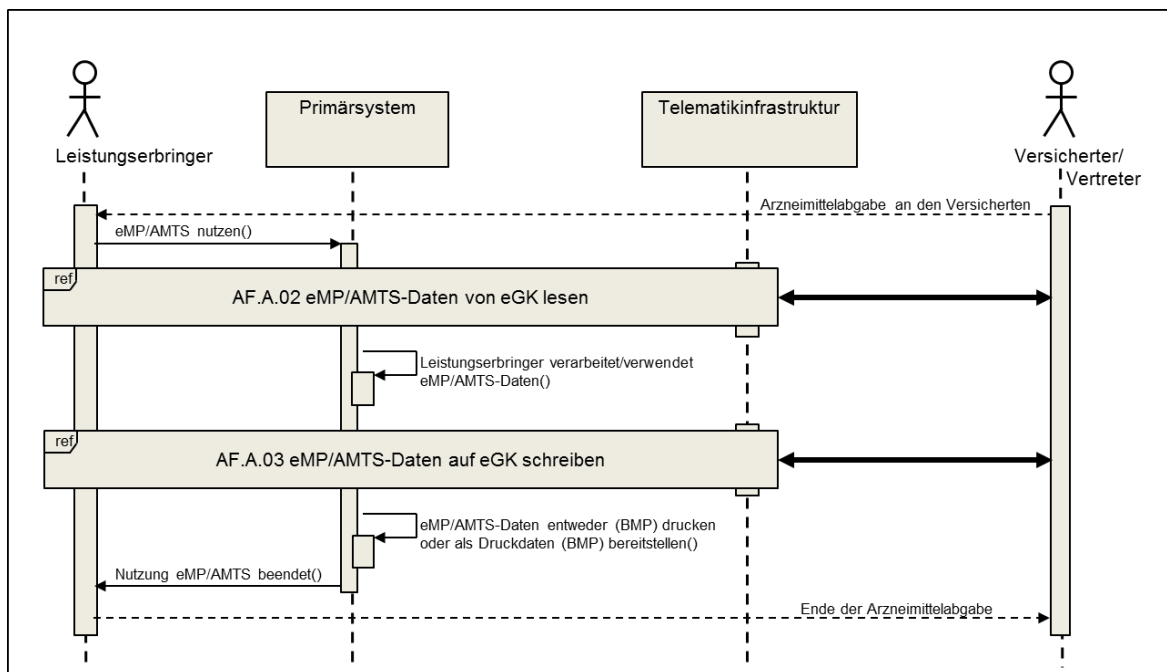 Primärsystem
Telematikinfrastruktur
Leistungserbringer
Versicherter/
Vertreter
Arzneimittelabgabe an den Versicherten
eMP/AMTS nutzen()
ref
AF.A.02 eMP/AMTS-Daten von eGK lesen
Leistungserbringer verarbeitet/verwendet
eMP/AMTS-Daten()
ref
AF.A.03 eMP/AMTS-Daten auf eGK schreiben
eMP/AMTS-Daten entweder (BMP) drucken
oder als Druckdaten (BMP) bereitstellen()
Nutzung eMP/AMTS beendet()
Ende der Arzneimittelabgabe